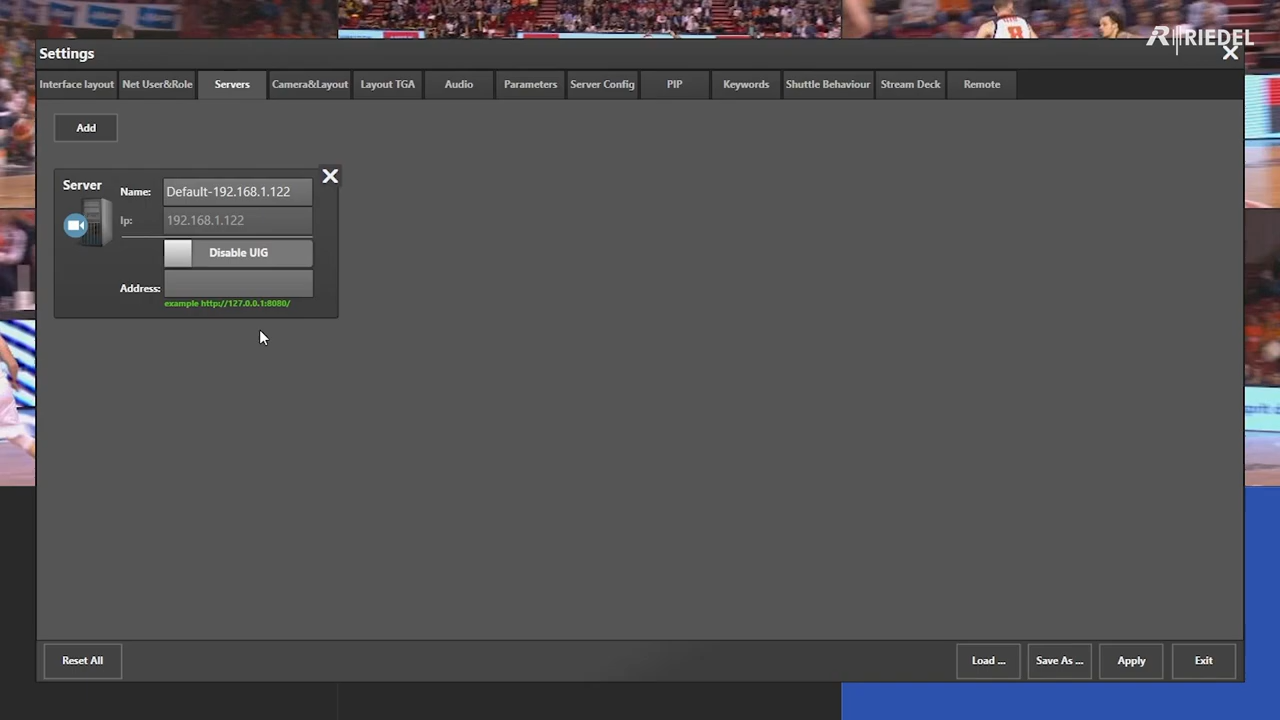 RIEDEL
Settings
Interface layout
Net User&Role
Servers
Camera&Layout
Layout TGA
Audio
Parameters
Server Config
PIP
Keywords
Shuttle Behaviour
Stream Deck
Remote
Add
Server
Name:
Default-192.168.1.122
Ip:
192.168.1.122
Disable UIG
Address:
example http://127.0.0.1:8080/
Reset All
Load ...
Save As ...
Apply
Exit